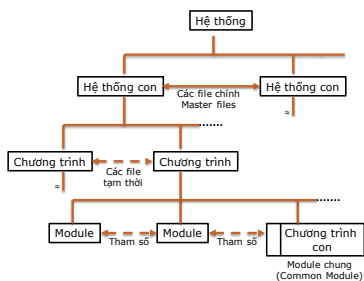 Hệ thống
Hệ thống con
Các file chính
Master files
Hệ thống con
≈
........
Chương trình
Các file
tạm thời
Chương trình
≈
........
Module
Tham số
Module
Tham số
Chương trình
con
Module chung
(Common Module)